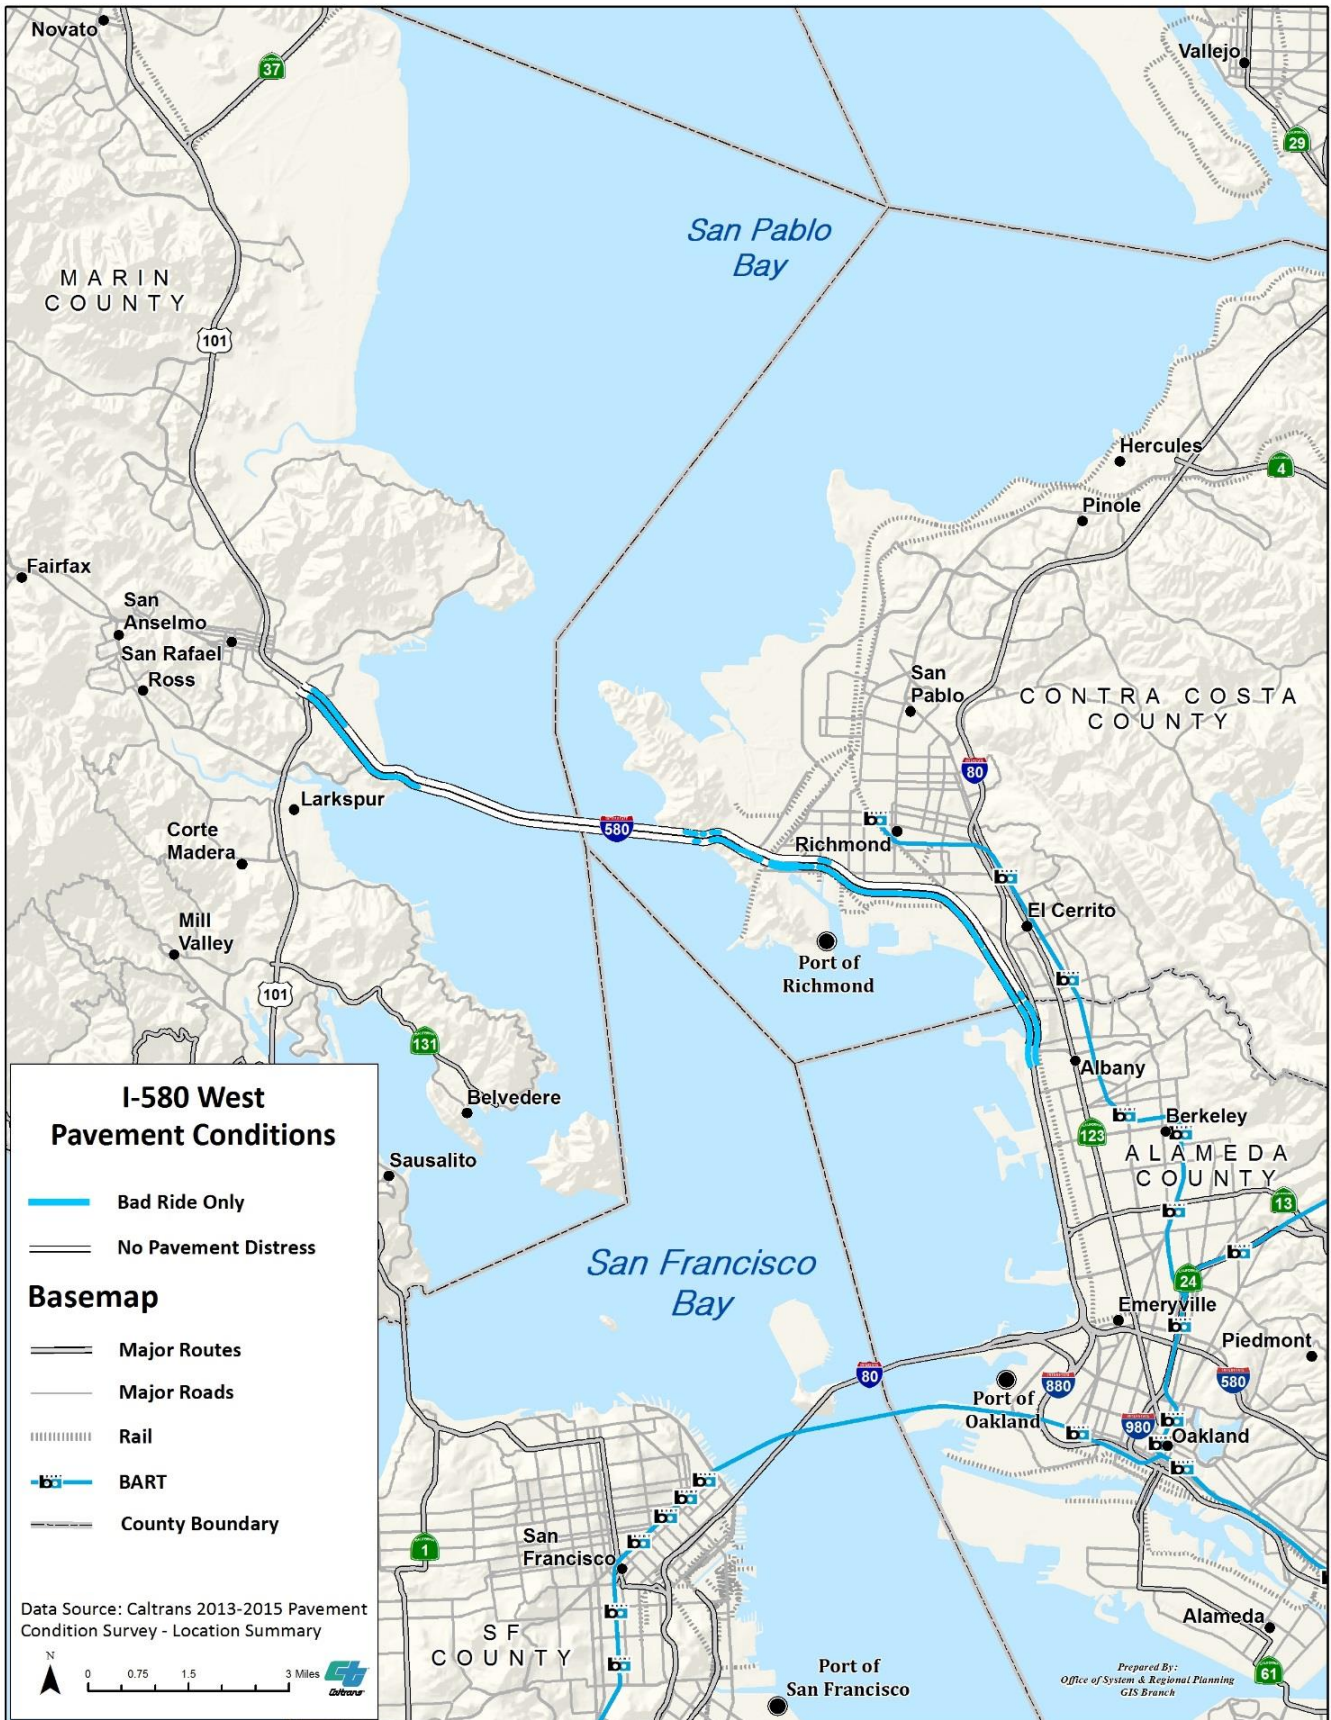 Novato
37
Vallejo
29
San Pablo
Bay
MARIN
COUNTY
101
Hercules
4
Pinole
Fairfax
San
Anselmo
San Rafael
Ross
San
Pablo
CONTRA COSTA
COUNTY
80
Larkspur
580
Corte
Madera
Richmond
El Cerrito
Mill
Valley
Port of
Richmond
101
131
Albany
Belvedere
Berkeley
123
ALAMEDA
COUNTY
Sausalito
13
San Francisco
Bay
24
Emeryville
Piedmont
80
Port of
Oakland
880
580
980
Oakland
1
San
Francisco
Alameda
SF
COUNTY
Port of
San Francisco
61
Prepared By:
Office of System & Regional Planning
GIS Branch
I-580 West
Pavement Conditions
Bad Ride Only
No Pavement Distress
Basemap
Major Routes
Major Roads
Rail
BART
County Boundary
Data Source: Caltrans 2013-2015 Pavement
Condition Survey - Location Summary
N
0 0.75 1.5 3 Miles
Caltrans